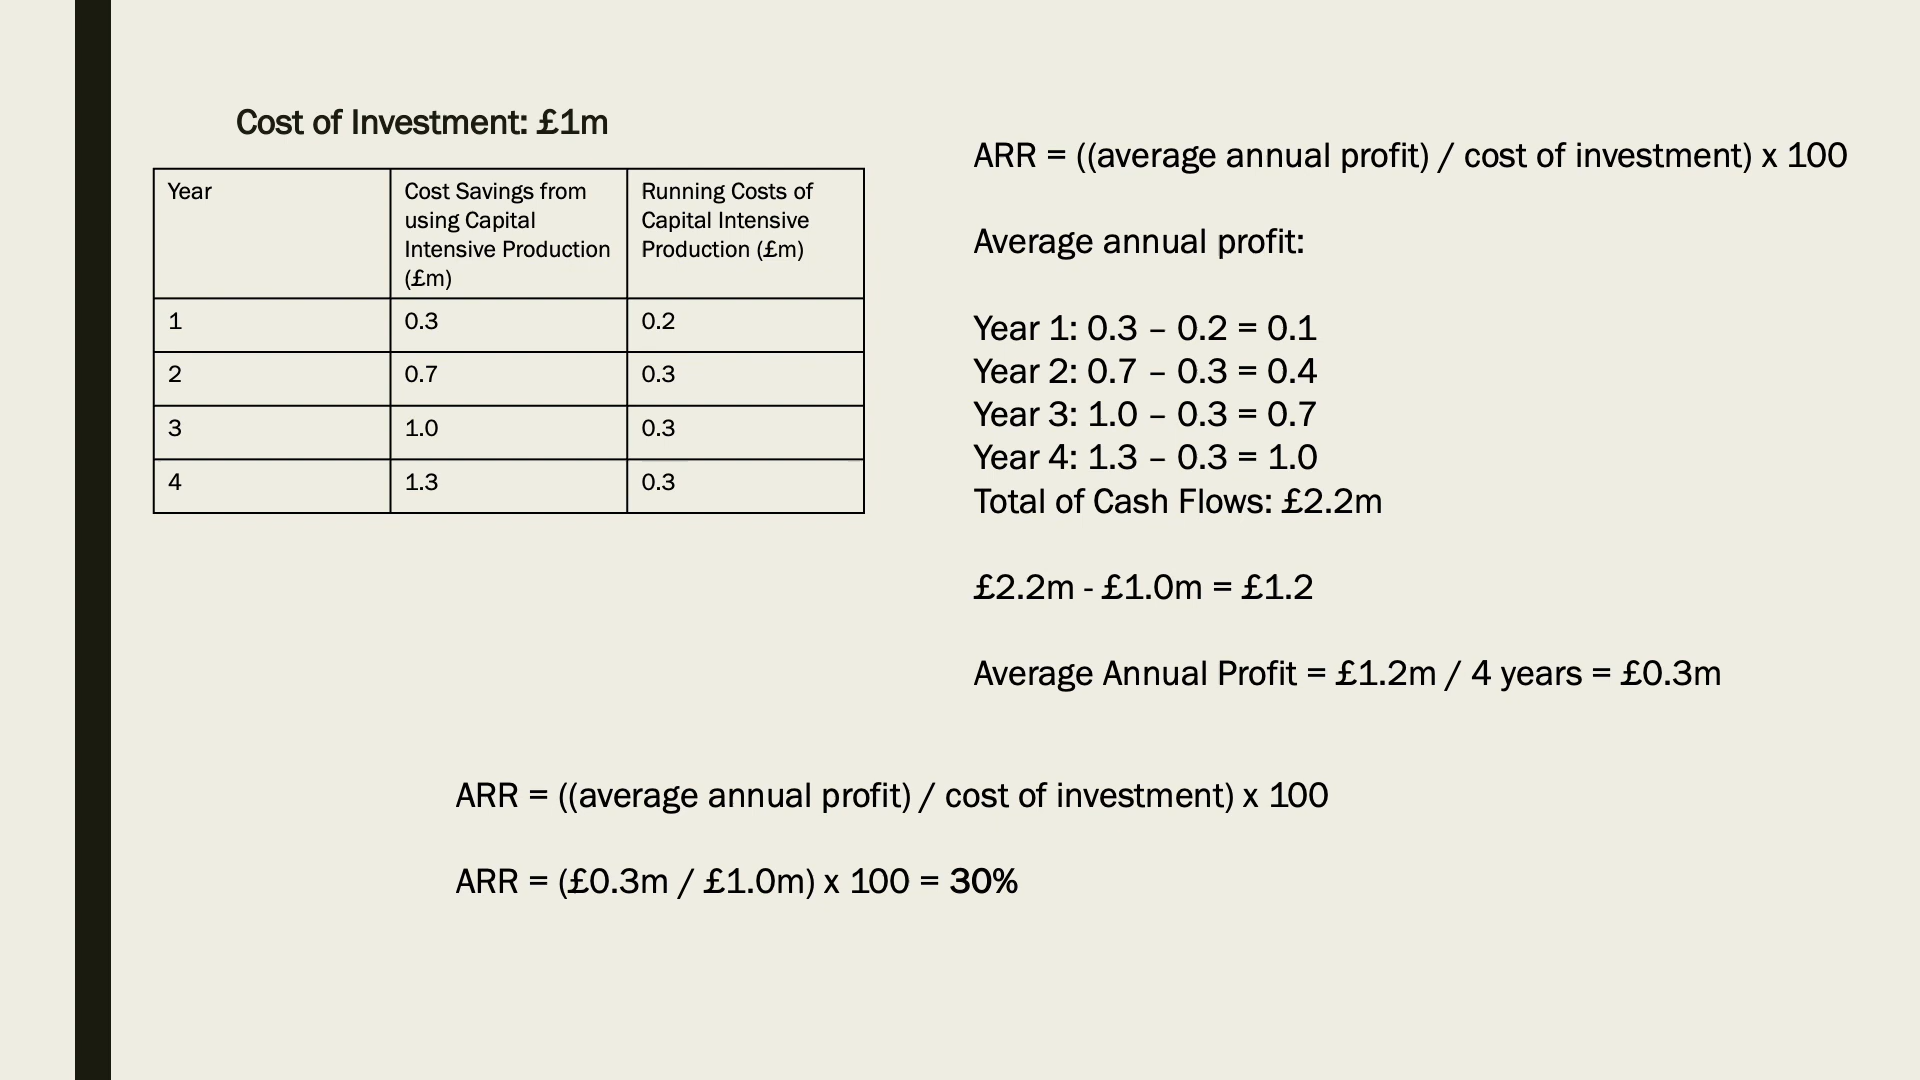 Cost of Investment: £1m
Year
Cost Savings from
using Capital
Intensive Production
(£m)
Running Costs of
Capital Intensive
Production (£m)
1 0.3 0.2
2 0.7 0.3
3 1.0 0.3
4 1.3 0.3
ARR = ((average annual profit) / cost of investment) x 100
Average annual profit:
Year 1: 0.3 – 0.2 = 0.1
Year 2: 0.7 – 0.3 = 0.4
Year 3: 1.0 – 0.3 = 0.7
Year 4: 1.3 – 0.3 = 1.0
Total of Cash Flows: £2.2m
£2.2m - £1.0m = £1.2
Average Annual Profit = £1.2m / 4 years = £0.3m
ARR = ((average annual profit) / cost of investment) x 100
ARR = (£0.3m / £1.0m) x 100 = 30%